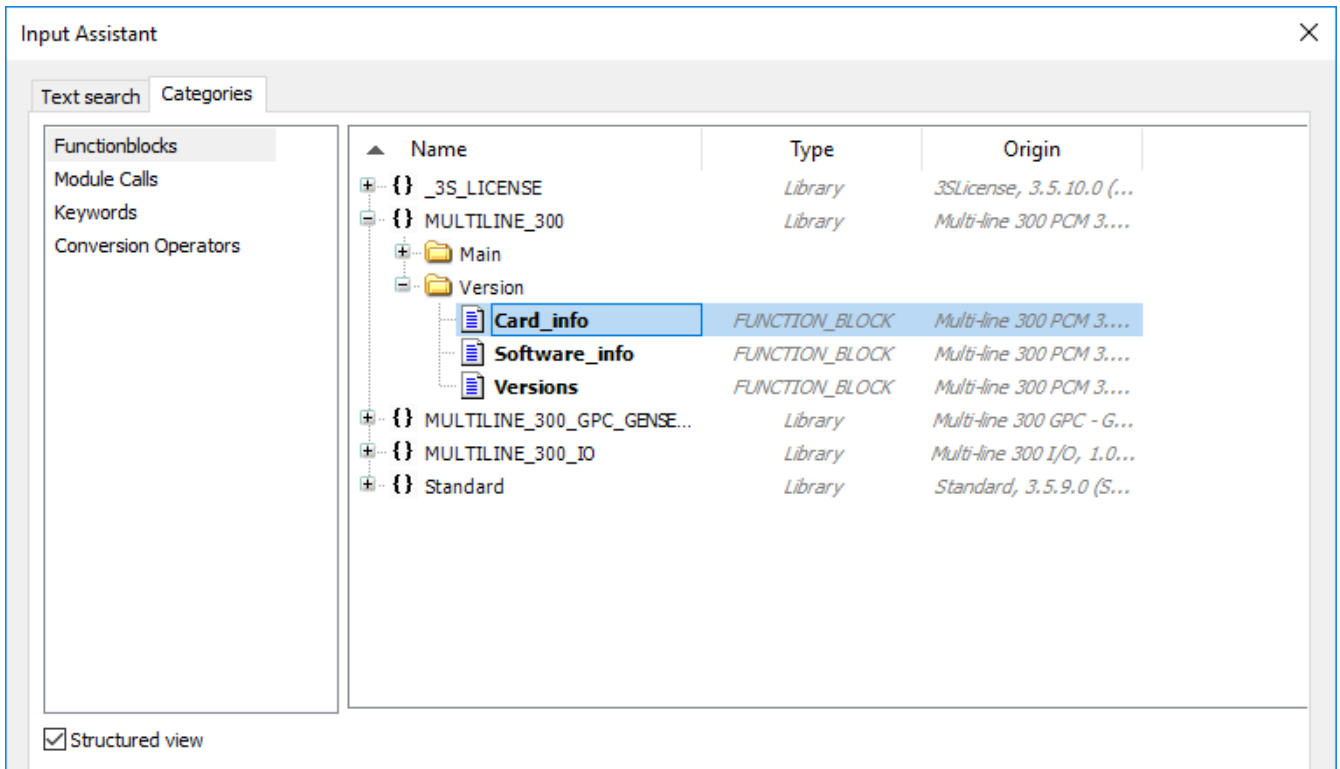 Input Assistant
Text search Categories
Functionblocks
Module Calls
Keywords
Conversion Operators
Name Type Origin
{} _3S_LICENSE Library 3SLicense, 3.5.10.0 (...
{} MULTILINE_300 Library Multi-line 300 PCM 3....
Main
Version
Card_info FUNCTION_BLOCK Multi-line 300 PCM 3....
Software_info FUNCTION_BLOCK Multi-line 300 PCM 3....
Versions FUNCTION_BLOCK Multi-line 300 PCM 3....
{} MULTILINE_300_GPC_GENSE... Library Multi-line 300 GPC - G...
{} MULTILINE_300_IO Library Multi-line 300 I/O, 1.0...
{} Standard Library Standard, 3.5.9.0 (S...
Structured view